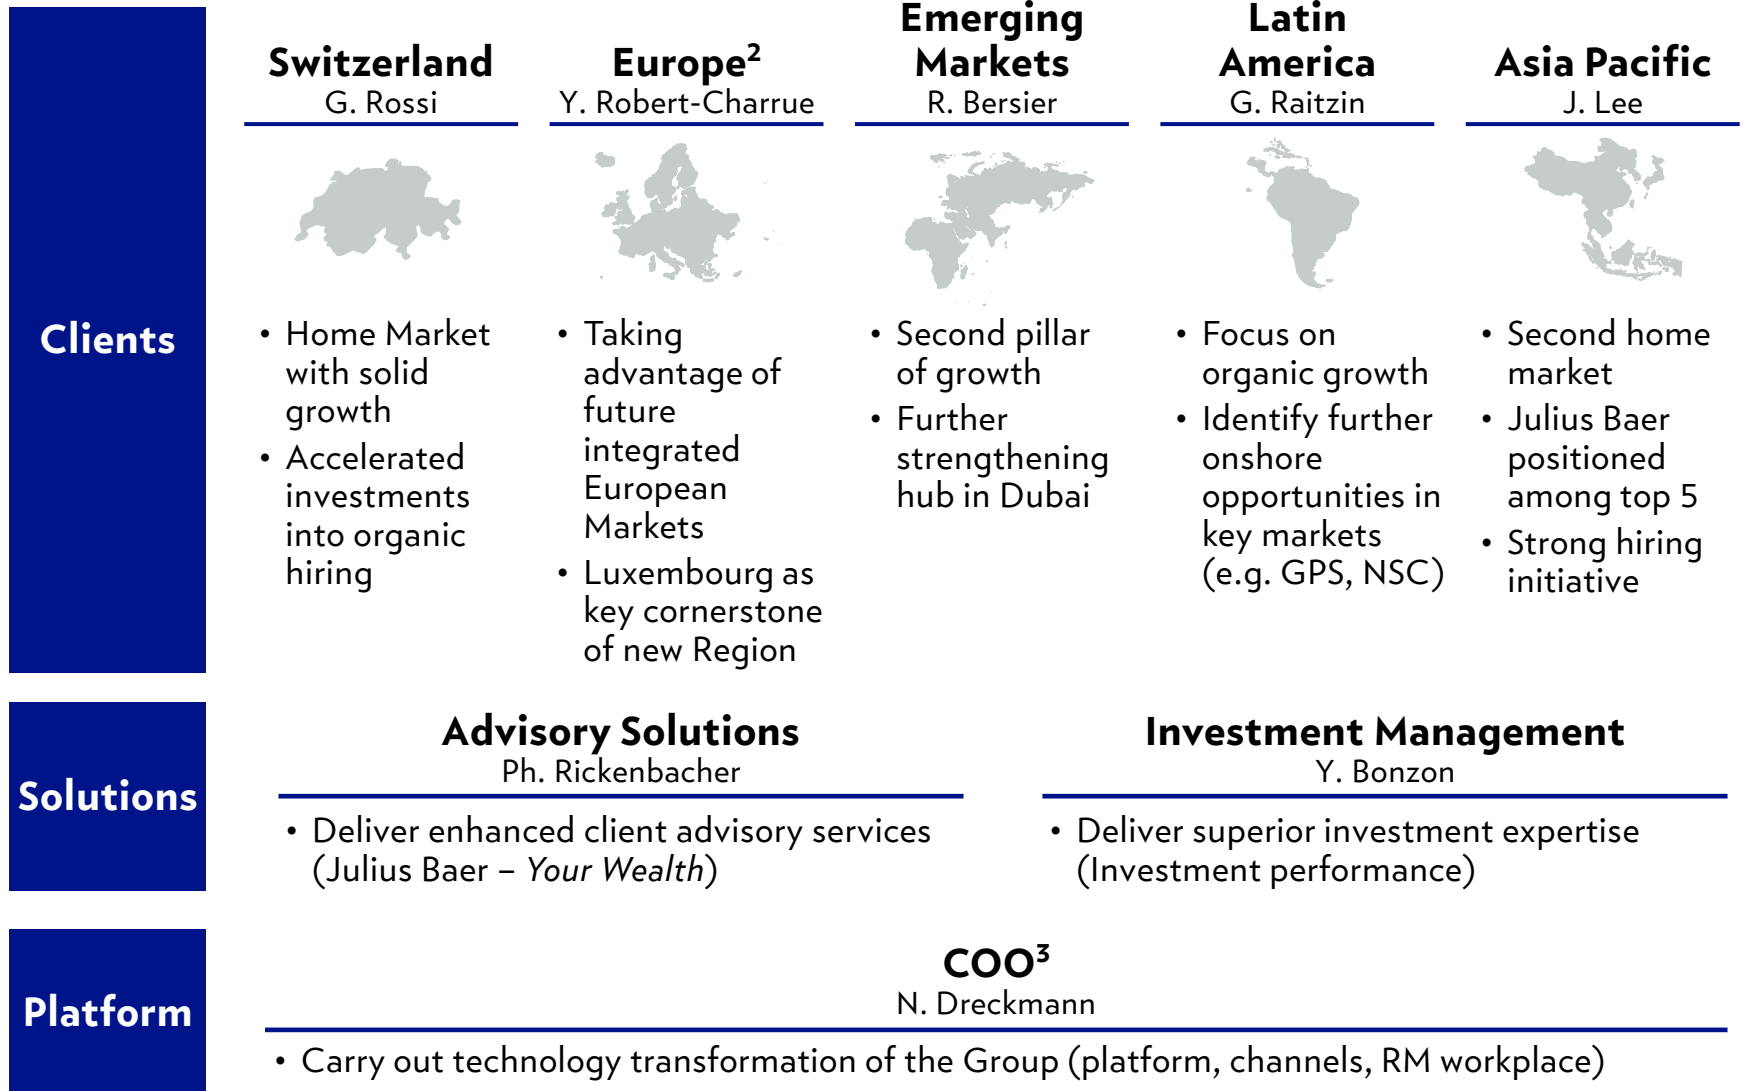 Clients
Switzerland
G. Rossi
• Home Market
with solid
growth
• Accelerated
investments
into organic
hiring
Europe²
Y. Robert-Charrue
• Taking
advantage of
future
integrated
European
Markets
• Luxembourg as
key cornerstone
of new Region
Emerging
Markets
R. Bersier
• Second pillar
of growth
• Further
strengthening
hub in Dubai
Latin
America
G. Raitzin
• Focus on
organic growth
• Identify further
onshore
opportunities in
key markets
(e.g. GPS, NSC)
Asia Pacific
J. Lee
• Second home
market
• Julius Baer
positioned
among top 5
• Strong hiring
initiative
Solutions
Advisory Solutions
Ph. Rickenbacher
• Deliver enhanced client advisory services
(Julius Baer – Your Wealth)
Investment Management
Y. Bonzon
• Deliver superior investment expertise
(Investment performance)
Platform
COO³
N. Dreckmann
• Carry out technology transformation of the Group (platform, channels, RM workplace)